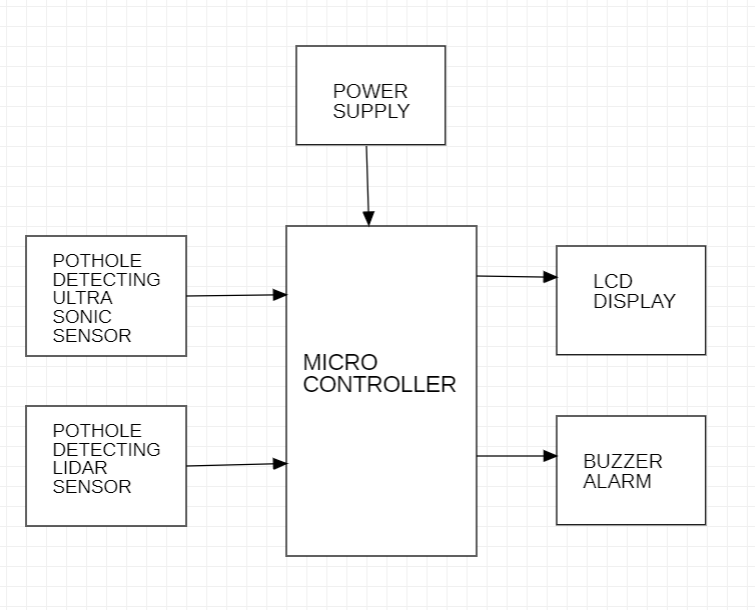 POWER
SUPPLY
POTHOLE
DETECTING
ULTRA
SONIC
SENSOR
POTHOLE
DETECTING
LIDAR
SENSOR
MICRO
CONTROLLER
LCD
DISPLAY
BUZZER
ALARM